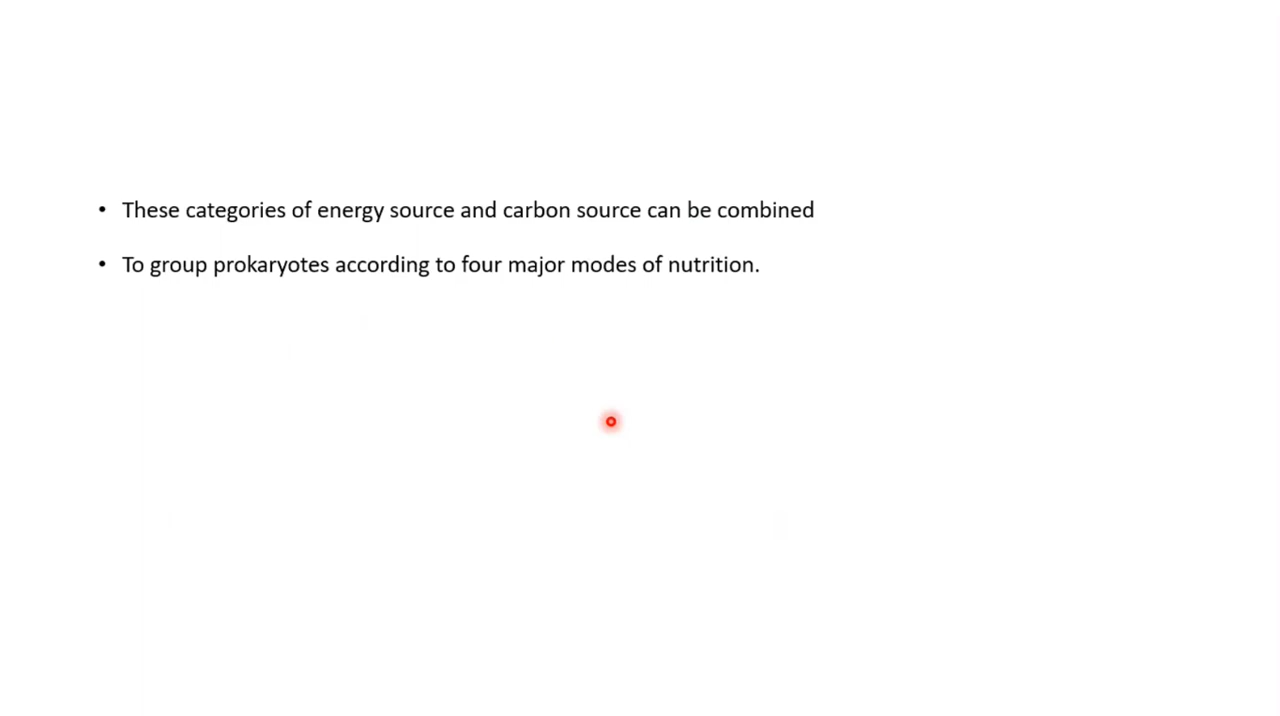 • These categories of energy source and carbon source can be combined
• To group prokaryotes according to four major modes of nutrition.